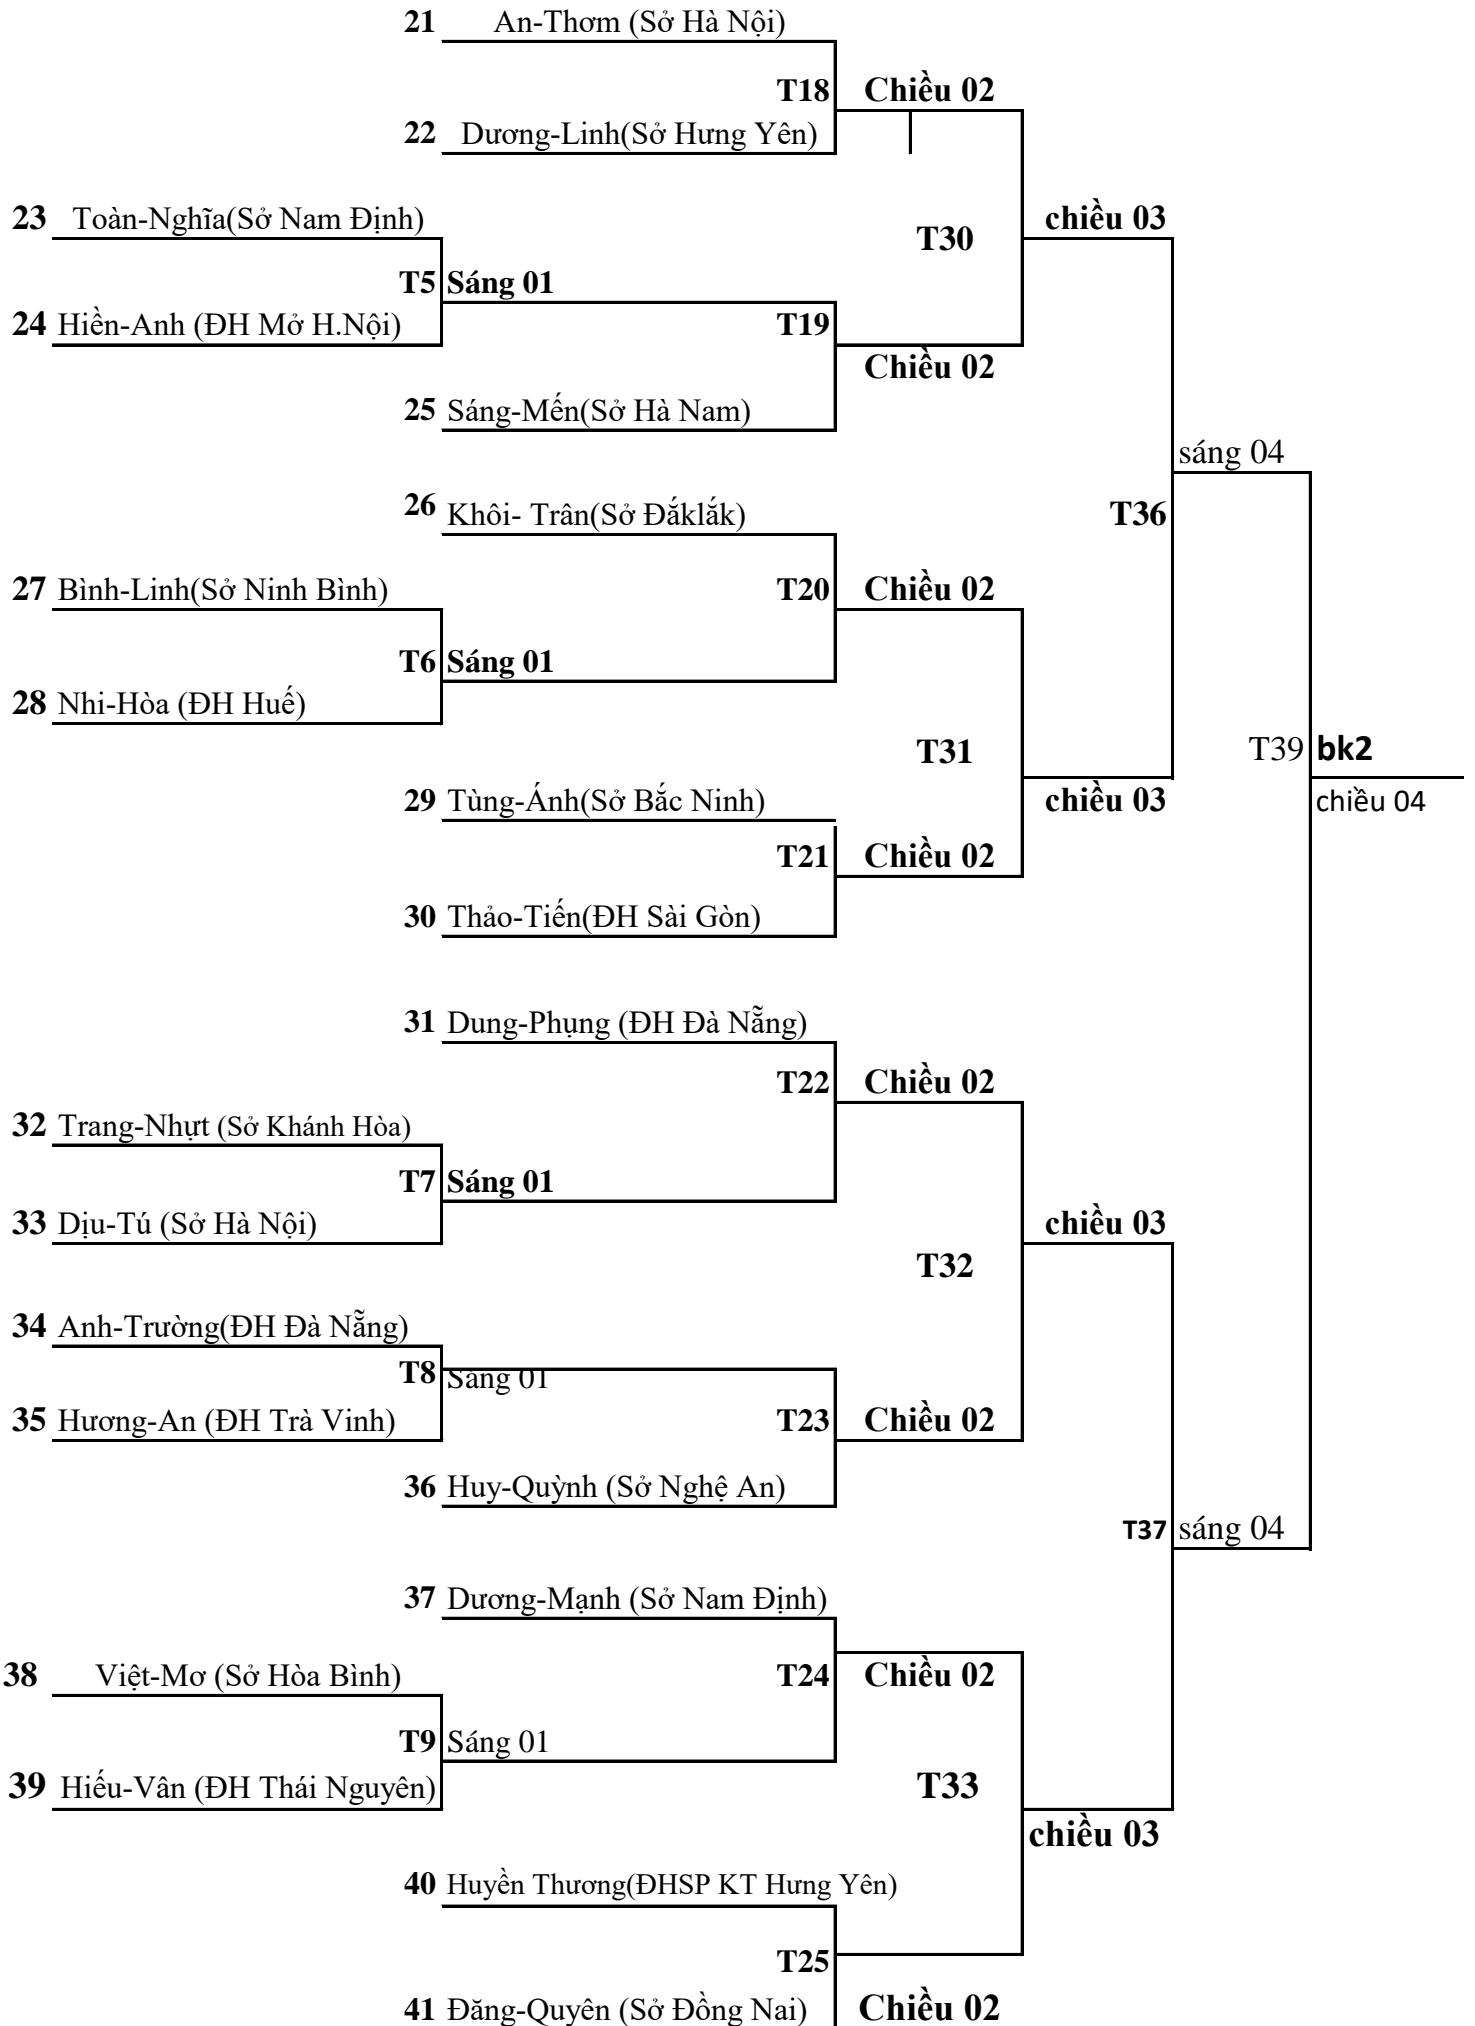 21 An-Thơm (Sở Hà Nội)
T18 Chiều 02
22 Dương-Linh(Sở Hưng Yên)
23 Toàn-Nghĩa(Sở Nam Định)
chiều 03
T30
T5 Sáng 01
24 Hiền-Anh (ĐH Mở H.Nội)
T19
Chiều 02
25 Sáng-Mến(Sở Hà Nam)
sáng 04
26 Khôi- Trân(Sở Đắklắk)
T36
27 Bình-Linh(Sở Ninh Bình)
T20 Chiều 02
T6 Sáng 01
28 Nhi-Hòa (ĐH Huế)
T31
T39 bk2
29 Tùng-Ánh(Sở Bắc Ninh)
chiều 03
chiều 04
T21 Chiều 02
30 Thảo-Tiến(ĐH Sài Gòn)
31 Dung-Phụng (ĐH Đà Nẵng)
T22 Chiều 02
32 Trang-Nhựt (Sở Khánh Hòa)
T7 Sáng 01
33 Dịu-Tú (Sở Hà Nội)
chiều 03
T32
34 Anh-Trường(ĐH Đà Nẵng)
T8 Sáng 01
35 Hương-An (ĐH Trà Vinh)
T23 Chiều 02
36 Huy-Quỳnh (Sở Nghệ An)
T37 sáng 04
37 Dương-Mạnh (Sở Nam Định)
38 Việt-Mơ (Sở Hòa Bình)
T24 Chiều 02
T9 Sáng 01
39 Hiếu-Vân (ĐH Thái Nguyên)
T33
chiều 03
40 Huyền Thương(ĐHSP KT Hưng Yên)
T25
41 Đăng-Quyên (Sở Đồng Nai)
Chiều 02